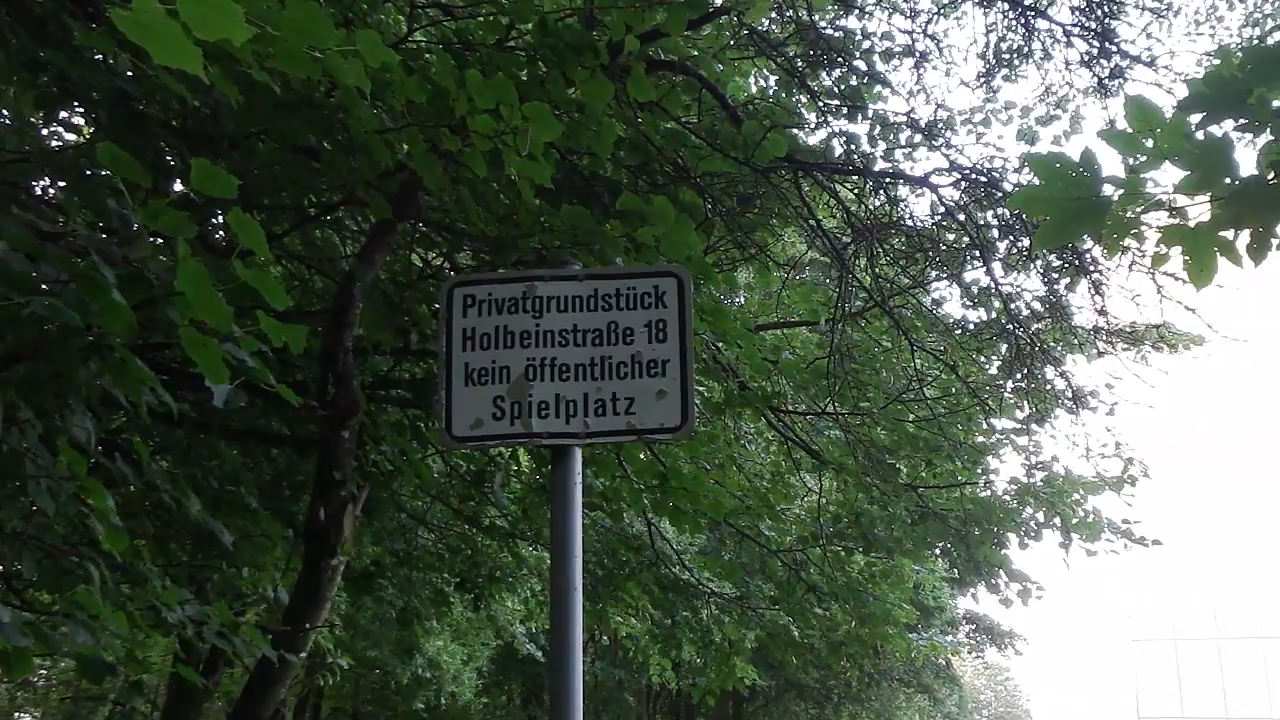 Privatgrundstück
Holbeinstraße 18
kein öffentlicher
Spielplatz